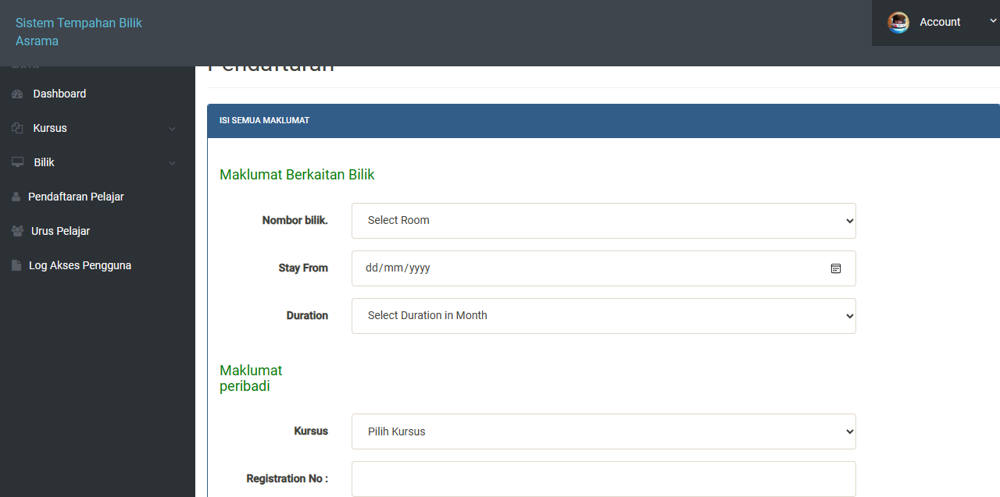 Sistem Tempahan Bilik
Asrama
Account
Pendaftaran
Dashboard
Kursus
Bilik
Pendaftaran Pelajar
Urus Pelajar
Log Akses Pengguna
ISI SEMUA MAKLUMAT
Maklumat Berkaitan Bilik
Nombor bilik.
Select Room
Stay From
dd/mm/yyyy
Duration
Select Duration in Month
Maklumat
peribadi
Kursus
Pilih Kursus
Registration No :